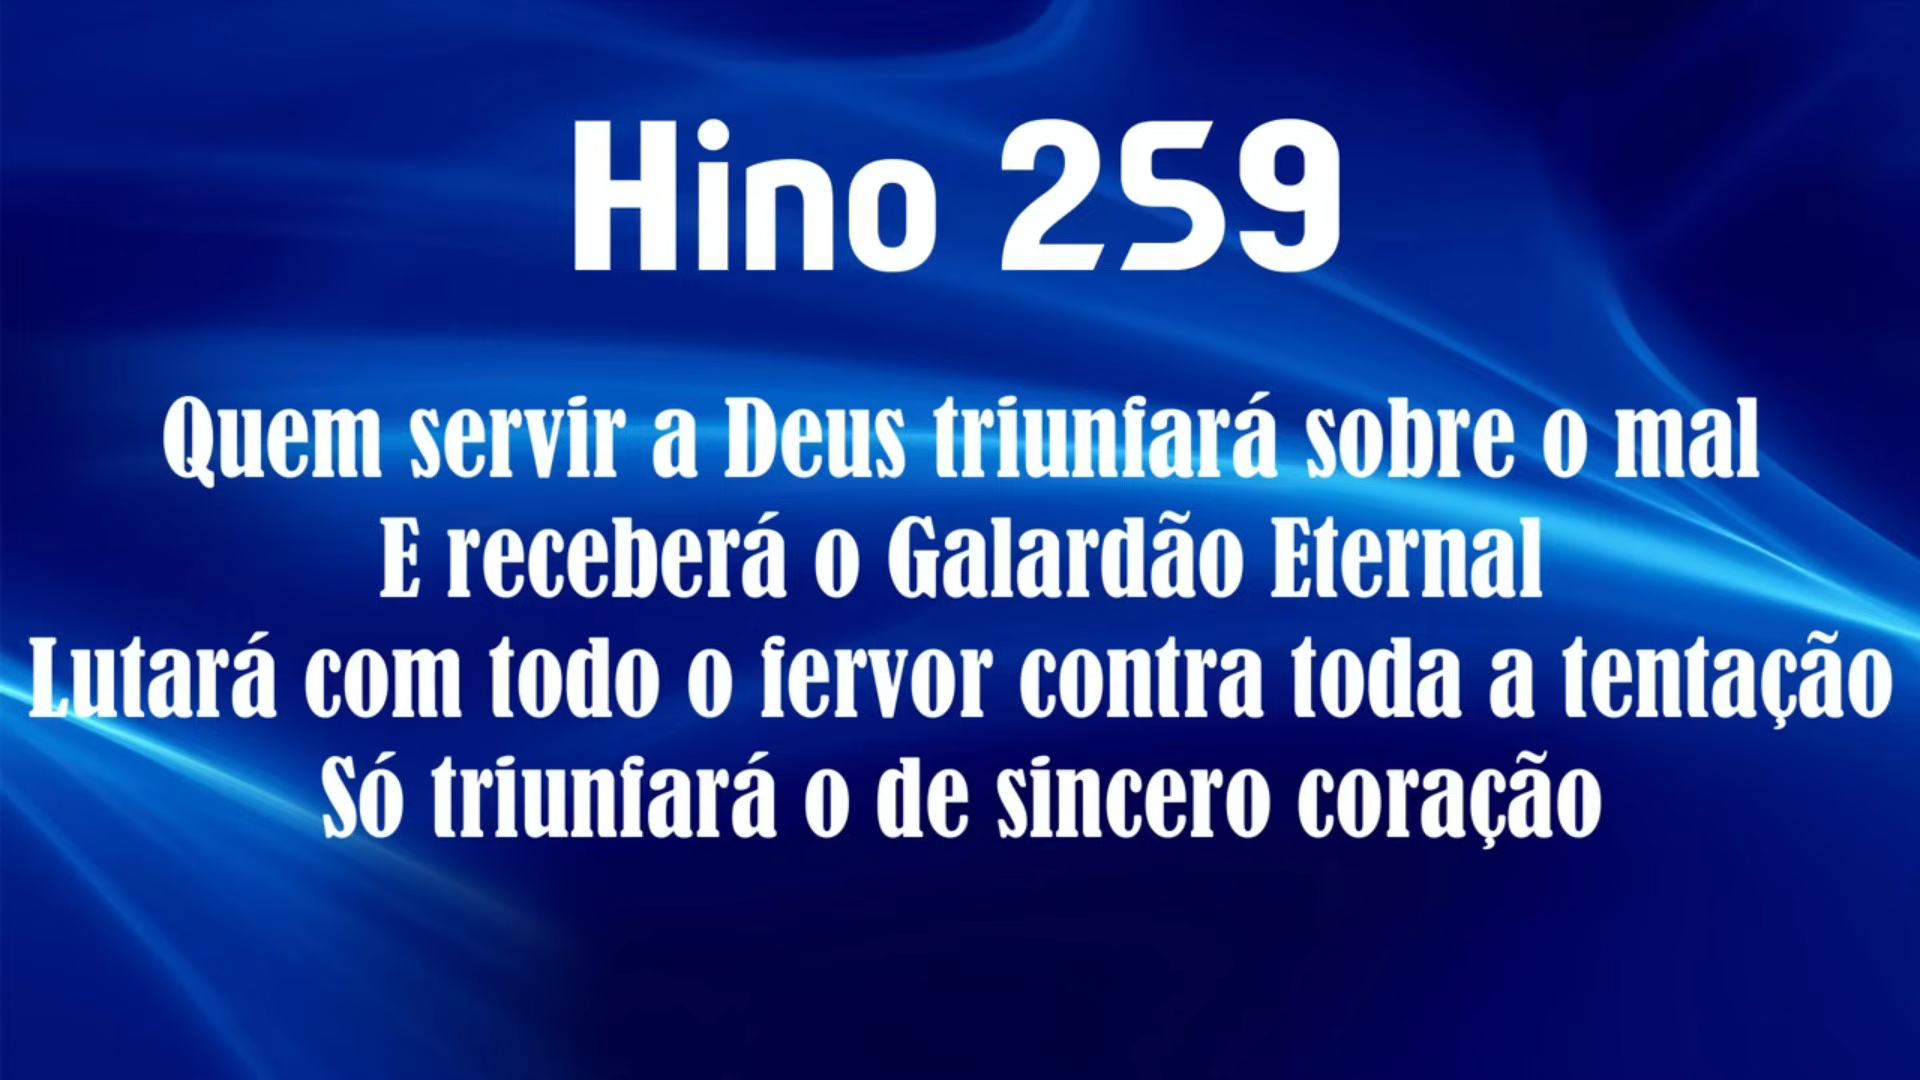 Hino 259
Quem servir a Deus triunfará sobre o mal
E receberá o Galardão Eternal
Lutará com todo o fervor contra toda a tentação
Só triunfará o de sincero coração